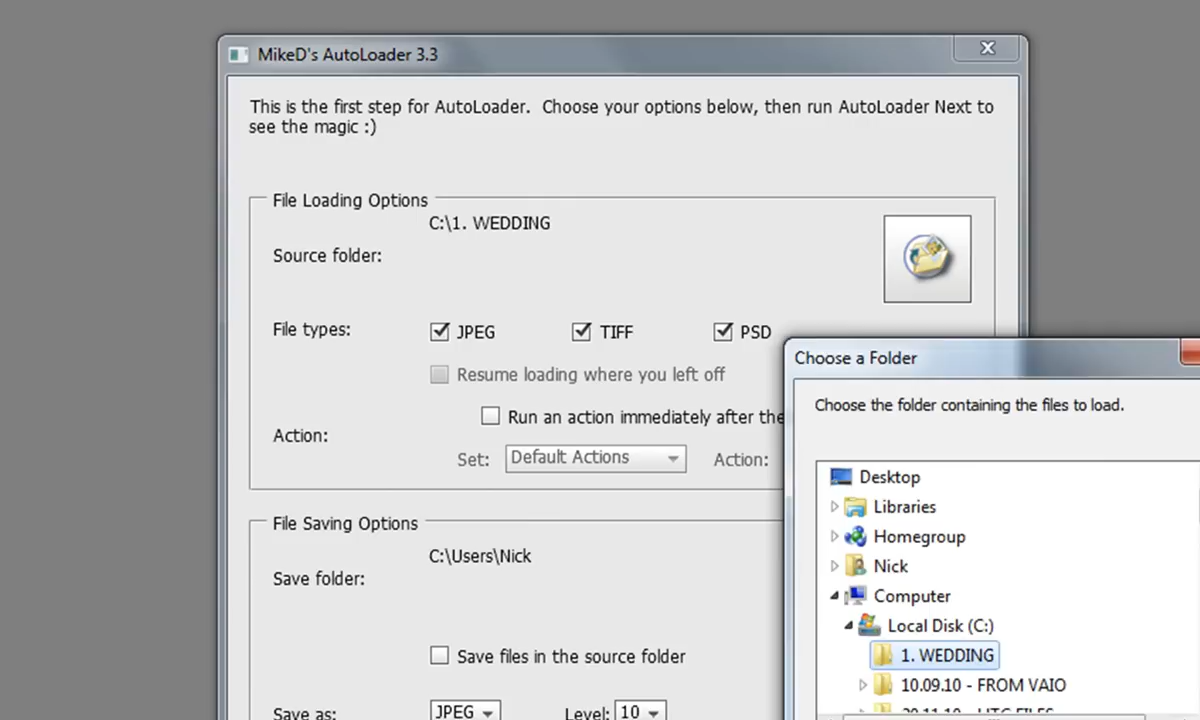 MikeD's AutoLoader 3.3
This is the first step for AutoLoader. Choose your options below, then run AutoLoader Next to
see the magic :)
File Loading Options
C:\1. WEDDING
Source folder:
File types:
JPEG
TIFF
PSD
Resume loading where you left off
Run an action immediately after the
Action:
Set:
Default Actions
Action:
File Saving Options
C:\Users\Nick
Save folder:
Save files in the source folder
Save as:
JPEG
Level:
10
Choose a Folder
Choose the folder containing the files to load.
Desktop
Libraries
Homegroup
Nick
Computer
Local Disk (C:)
1. WEDDING
10.09.10 - FROM VAIO